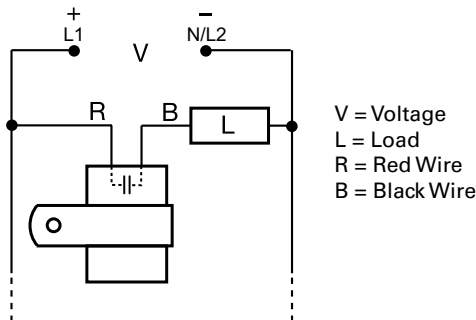 + −
L1 V N/L2
R B L
V = Voltage
L = Load
R = Red Wire
B = Black Wire